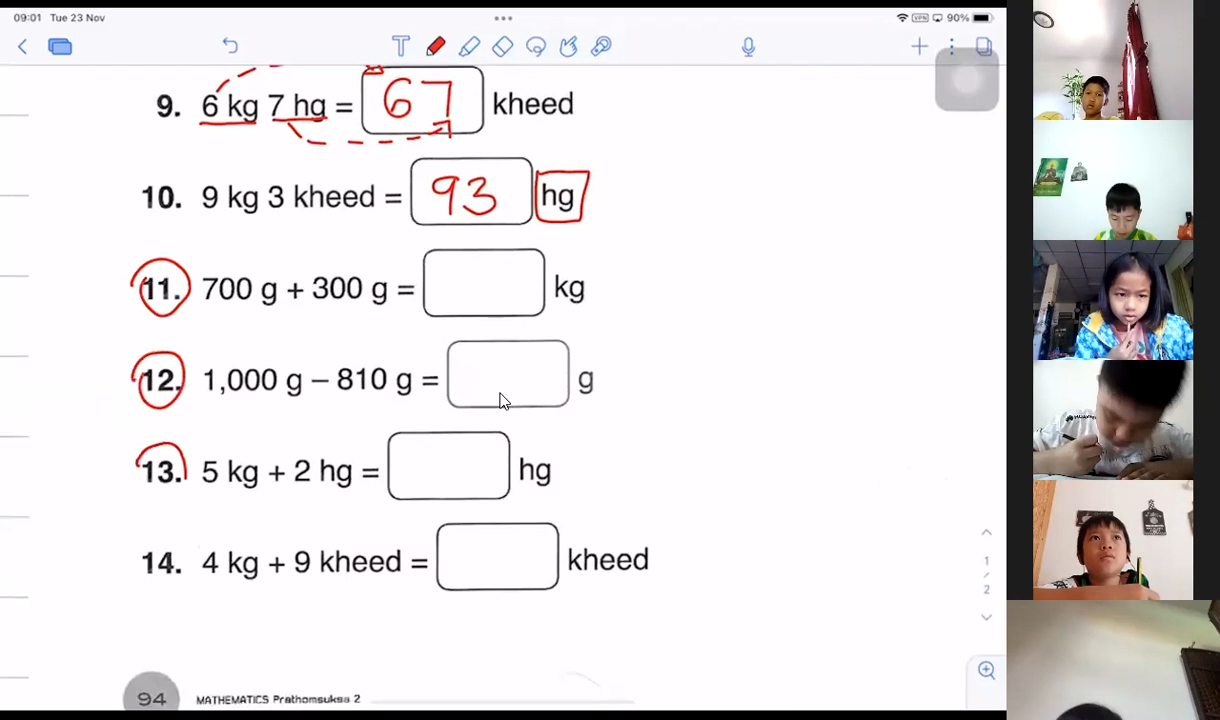 09:01 Tue 23 Nov
VPN 90%
T
9. 6 kg 7 hg = 67 kheed
10. 9 kg 3 kheed = 93 hg
11. 700 g + 300 g = kg
12. 1,000 g – 810 g = g
13. 5 kg + 2 hg = hg
14. 4 kg + 9 kheed = kheed
1
/
2
94 MATHEMATICS Prathomsuksa 2